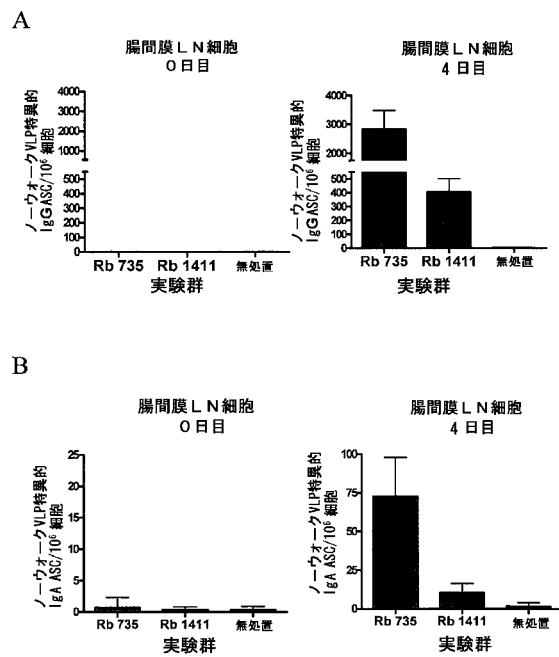 A
腸間膜LN細胞
0日目
ノーウォークVLP特異的
IgG ASC/10⁶ 細胞
4000
3000
2000
1000
500
400
300
200
100
0
Rb 735 Rb 1411 無処置
実験群
腸間膜LN細胞
4日目
ノーウォークVLP特異的
IgG ASC/10⁶ 細胞
4000
3000
2000
500
400
300
200
100
0
Rb 735 Rb 1411 無処置
実験群
B
腸間膜LN細胞
0日目
ノーウォークVLP特異的
IgA ASC/10⁶ 細胞
25
20
15
10
5
0
Rb 735 Rb 1411 無処置
実験群
腸間膜LN細胞
4日目
ノーウォークVLP特異的
IgA ASC/10⁶ 細胞
100
75
50
25
0
Rb 735 Rb 1411 無処置
実験群